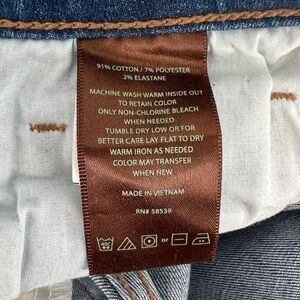 91% COTTON / 7% POLYESTER
2% ELASTANE
MACHINE WASH WARM INSIDE OUT
TO RETAIN COLOR
ONLY NON-CHLORINE BLEACH
WHEN NEEDED
TUMBLE DRY LOW OR FOR
BETTER CARE LAY FLAT TO DRY
WARM IRON AS NEEDED
COLOR MAY TRANSFER
WHEN NEW
MADE IN VIETNAM
RN# 58539
or